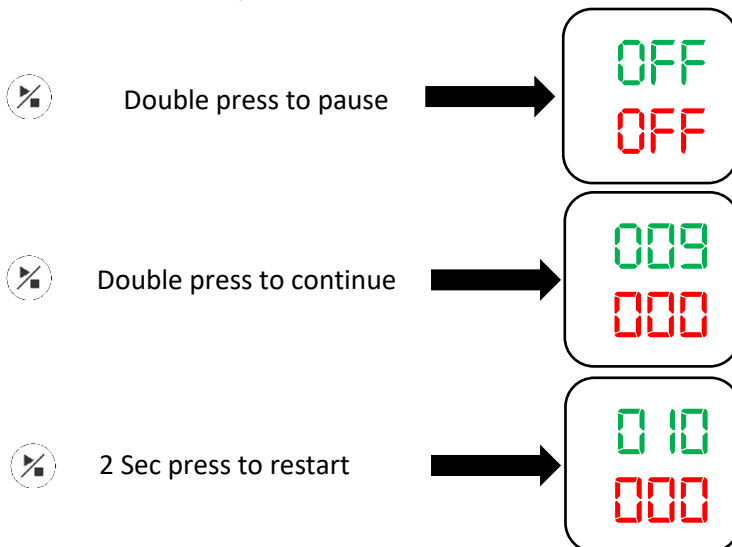 OFF
Double press to pause
OFF
009
Double press to continue
000
010
2 Sec press to restart
000